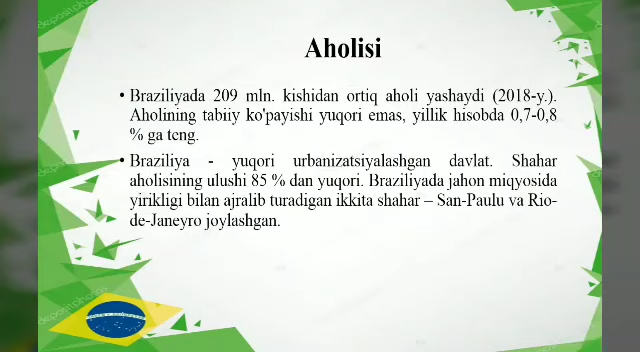 Aholisi
• Braziliyada 209 mln. kishidan ortiq aholi yashaydi (2018-y.).
Aholining tabiiy ko'payishi yuqori emas, yillik hisobda 0,7-0,8
% ga teng.
• Braziliya - yuqori urbanizatsiyalashgan davlat. Shahar
aholisining ulushi 85 % dan yuqori. Braziliyada jahon miqyosida
yirikligi bilan ajralib turadigan ikkita shahar – San-Paulu va Rio-
de-Janeyro joylashgan.